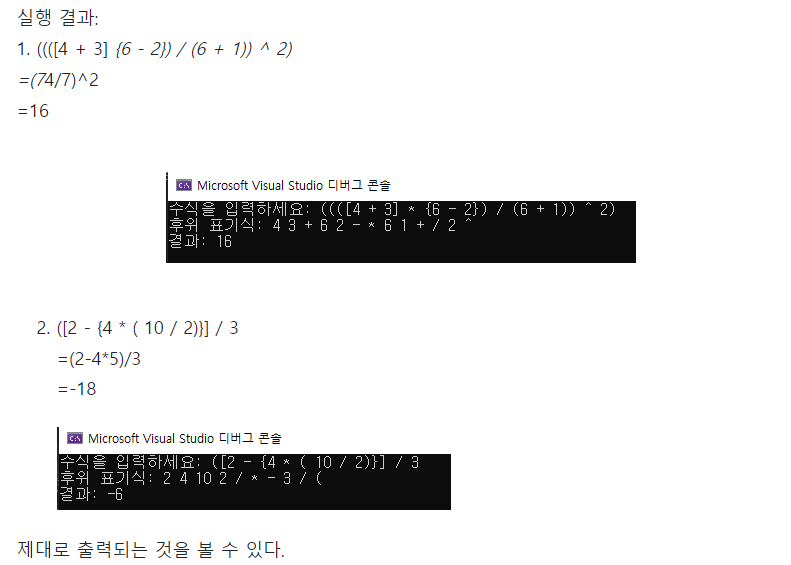 실행 결과:
1. ((([4 + 3] {6 - 2}) / (6 + 1)) ^ 2)
=(74/7)^2
=16
Microsoft Visual Studio 디버그 콘솔
수식을 입력하세요: ((([4 + 3] * {6 - 2}) / (6 + 1)) ^ 2)
후위 표기식: 4 3 + 6 2 - * 6 1 + / 2 ^
결과: 16
2. ([2 - {4 * ( 10 / 2)}] / 3
=(2-4*5)/3
=-18
Microsoft Visual Studio 디버그 콘솔
수식을 입력하세요: ([2 - {4 * ( 10 / 2)}] / 3
후위 표기식: 2 4 10 2 / * - 3 / (
결과: -6
제대로 출력되는 것을 볼 수 있다.